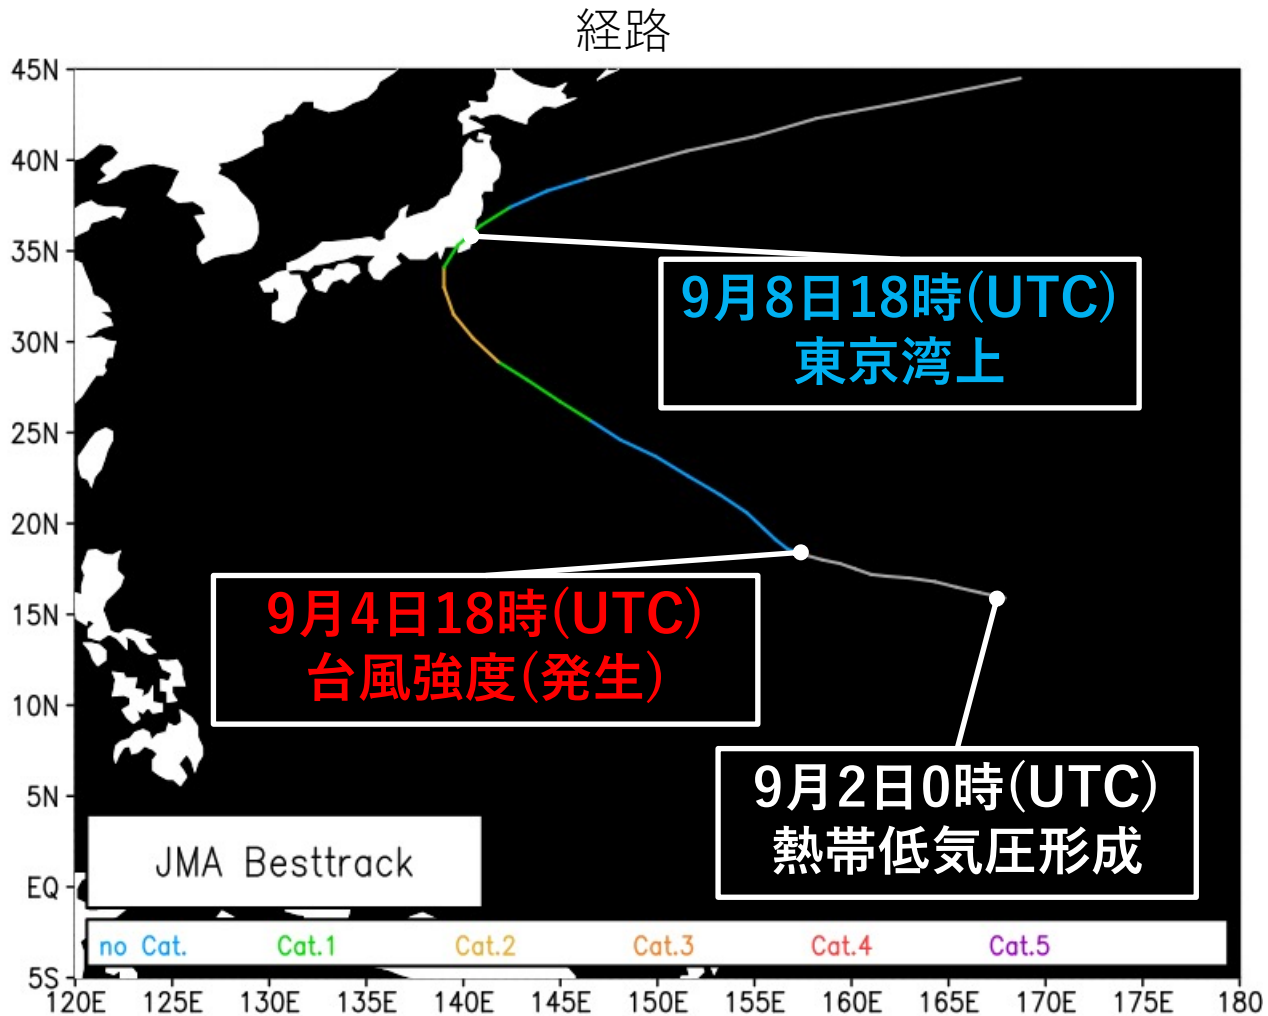 経路
45N
40N
35N
30N
25N
20N
15N
10N
5N
EQ
5S
9月8日18時(UTC)
東京湾上
9月4日18時(UTC)
台風強度(発生)
9月2日0時(UTC)
熱帯低気圧形成
JMA Besttrack
no Cat. Cat.1 Cat.2 Cat.3 Cat.4 Cat.5
120E 125E 130E 135E 140E 145E 150E 155E 160E 165E 170E 175E 180